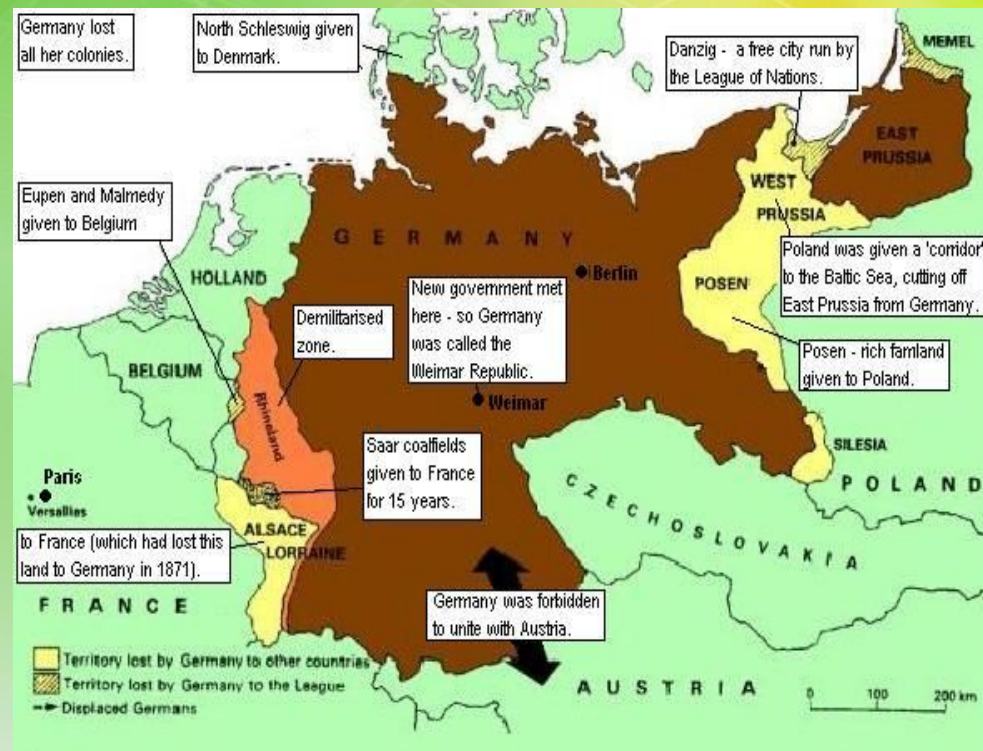 Germany lost
all her colonies.
North Schleswig given
to Denmark.
Danzig - a free city run by
the League of Nations.
MEMEL
EAST
PRUSSIA
Eupen and Malmedy
given to Belgium
WEST
PRUSSIA
GERMANY
HOLLAND
Berlin
Poland was given a 'corridor'
to the Baltic Sea, cutting off
East Prussia from Germany.
POSEN
New government met
here - so Germany
was called the
Weimar Republic.
Demilitarised
zone.
Posen - rich famland
given to Poland.
BELGIUM
Rhineland
Weimar
Saar coalfields
given to France
for 15 years.
SILESIA
POLAND
Paris
Versailles
CZECHOSLOVAKIA
ALSACE
LORRAINE
to France (which had lost this
land to Germany in 1871).
FRANCE
Germany was forbidden
to unite with Austria.
Territory lost by Germany to other countries
Territory lost by Germany to the League
Displaced Germans
AUSTRIA
0 100 200 km